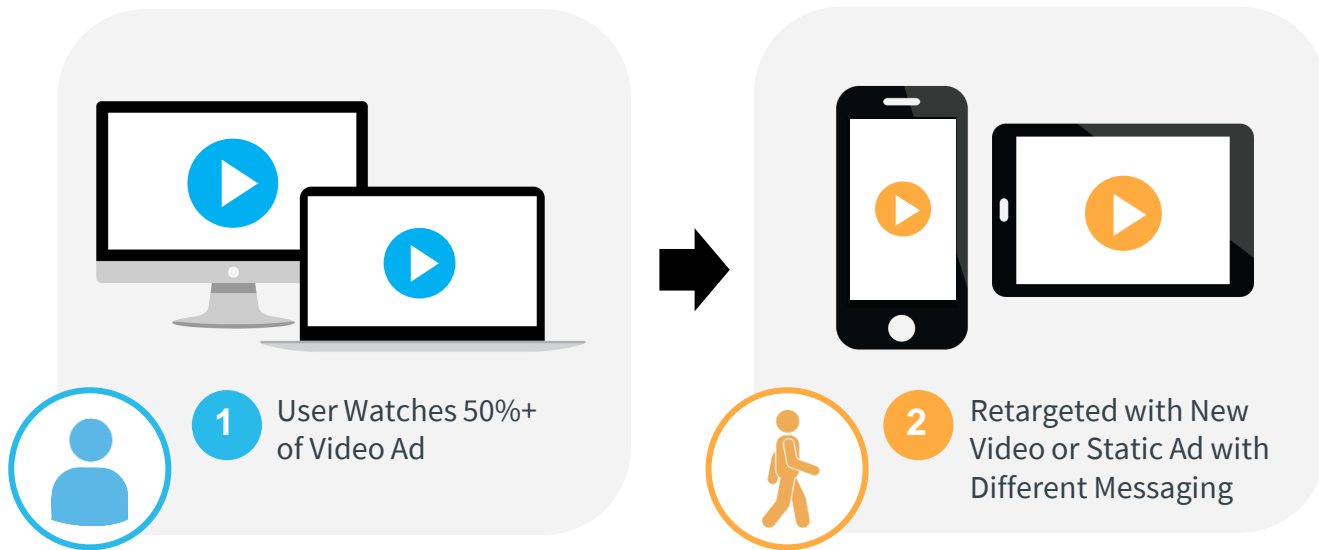 1
User Watches 50%+
of Video Ad
2
Retargeted with New
Video or Static Ad with
Different Messaging